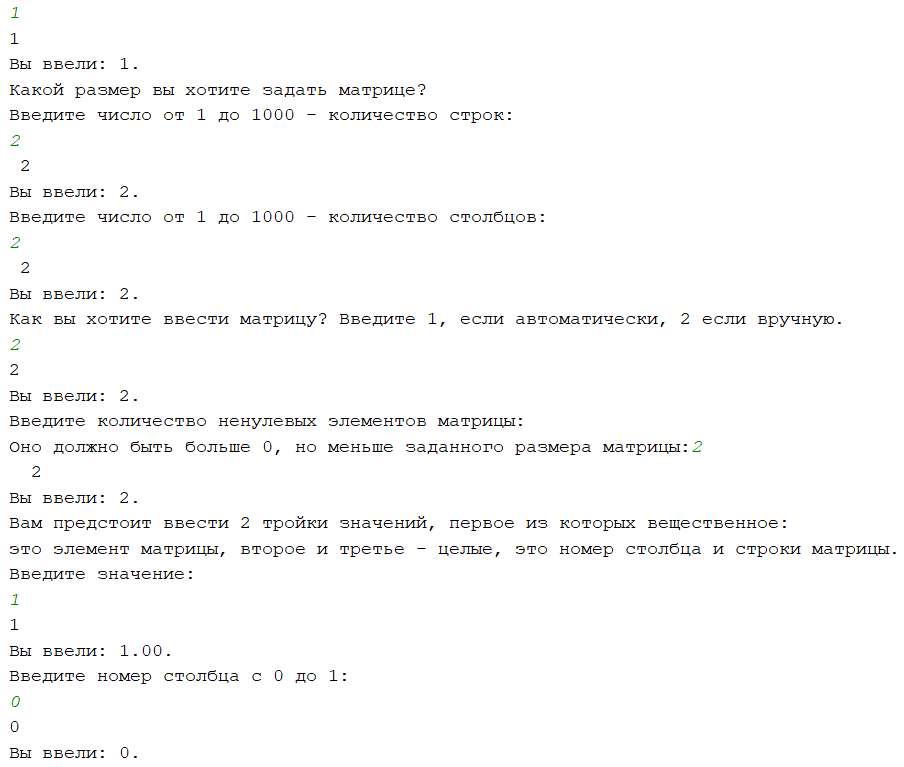 1
1
Вы ввели: 1.
Какой размер вы хотите задать матрице?
Введите число от 1 до 1000 – количество строк:
2
2
Вы ввели: 2.
Введите число от 1 до 1000 – количество столбцов:
2
2
Вы ввели: 2.
Как вы хотите ввести матрицу? Введите 1, если автоматически, 2 если вручную.
2
2
Вы ввели: 2.
Введите количество ненулевых элементов матрицы:
Оно должно быть больше 0, но меньше заданного размера матрицы:2
2
Вы ввели: 2.
Вам предстоит ввести 2 тройки значений, первое из которых вещественное:
это элемент матрицы, второе и третье – целые, это номер столбца и строки матрицы.
Введите значение:
1
1
Вы ввели: 1.00.
Введите номер столбца с 0 до 1:
0
0
Вы ввели: 0.